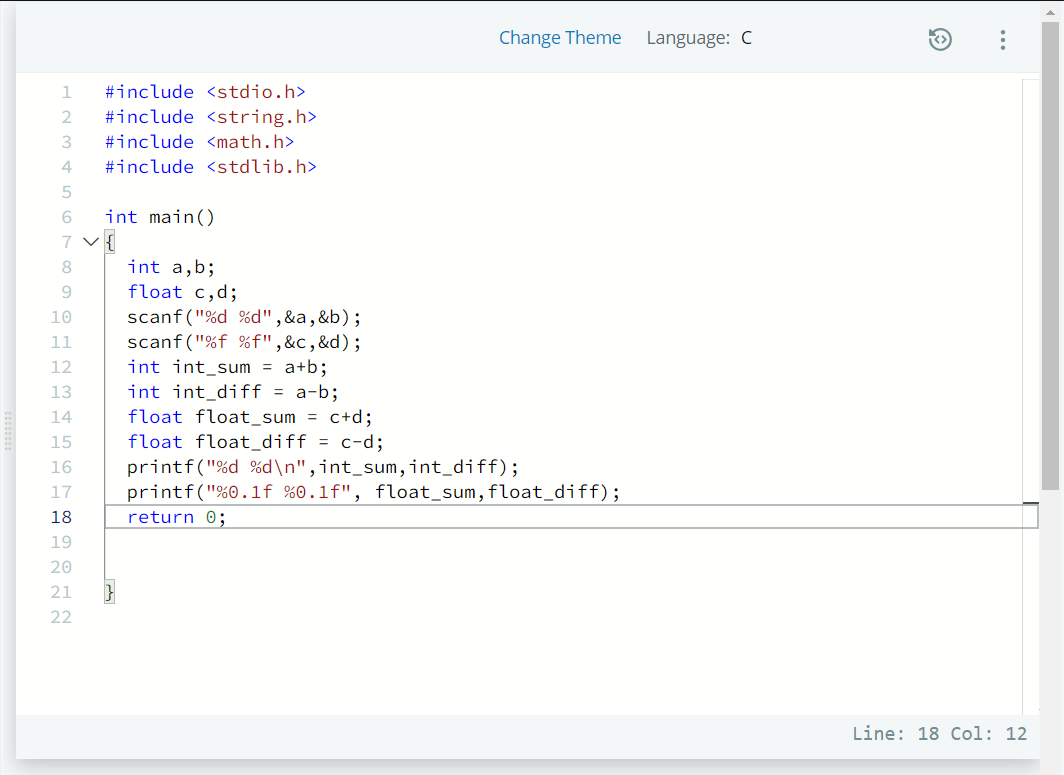 Change Theme Language: C
1 #include <stdio.h>
2 #include <string.h>
3 #include <math.h>
4 #include <stdlib.h>
5
6 int main()
7 {
8 int a,b;
9 float c,d;
10 scanf("%d %d",&a,&b);
11 scanf("%f %f",&c,&d);
12 int int_sum = a+b;
13 int int_diff = a-b;
14 float float_sum = c+d;
15 float float_diff = c-d;
16 printf("%d %d\n",int_sum,int_diff);
17 printf("%0.1f %0.1f", float_sum,float_diff);
18 return 0;
19
20
21 }
22
Line: 18 Col: 12